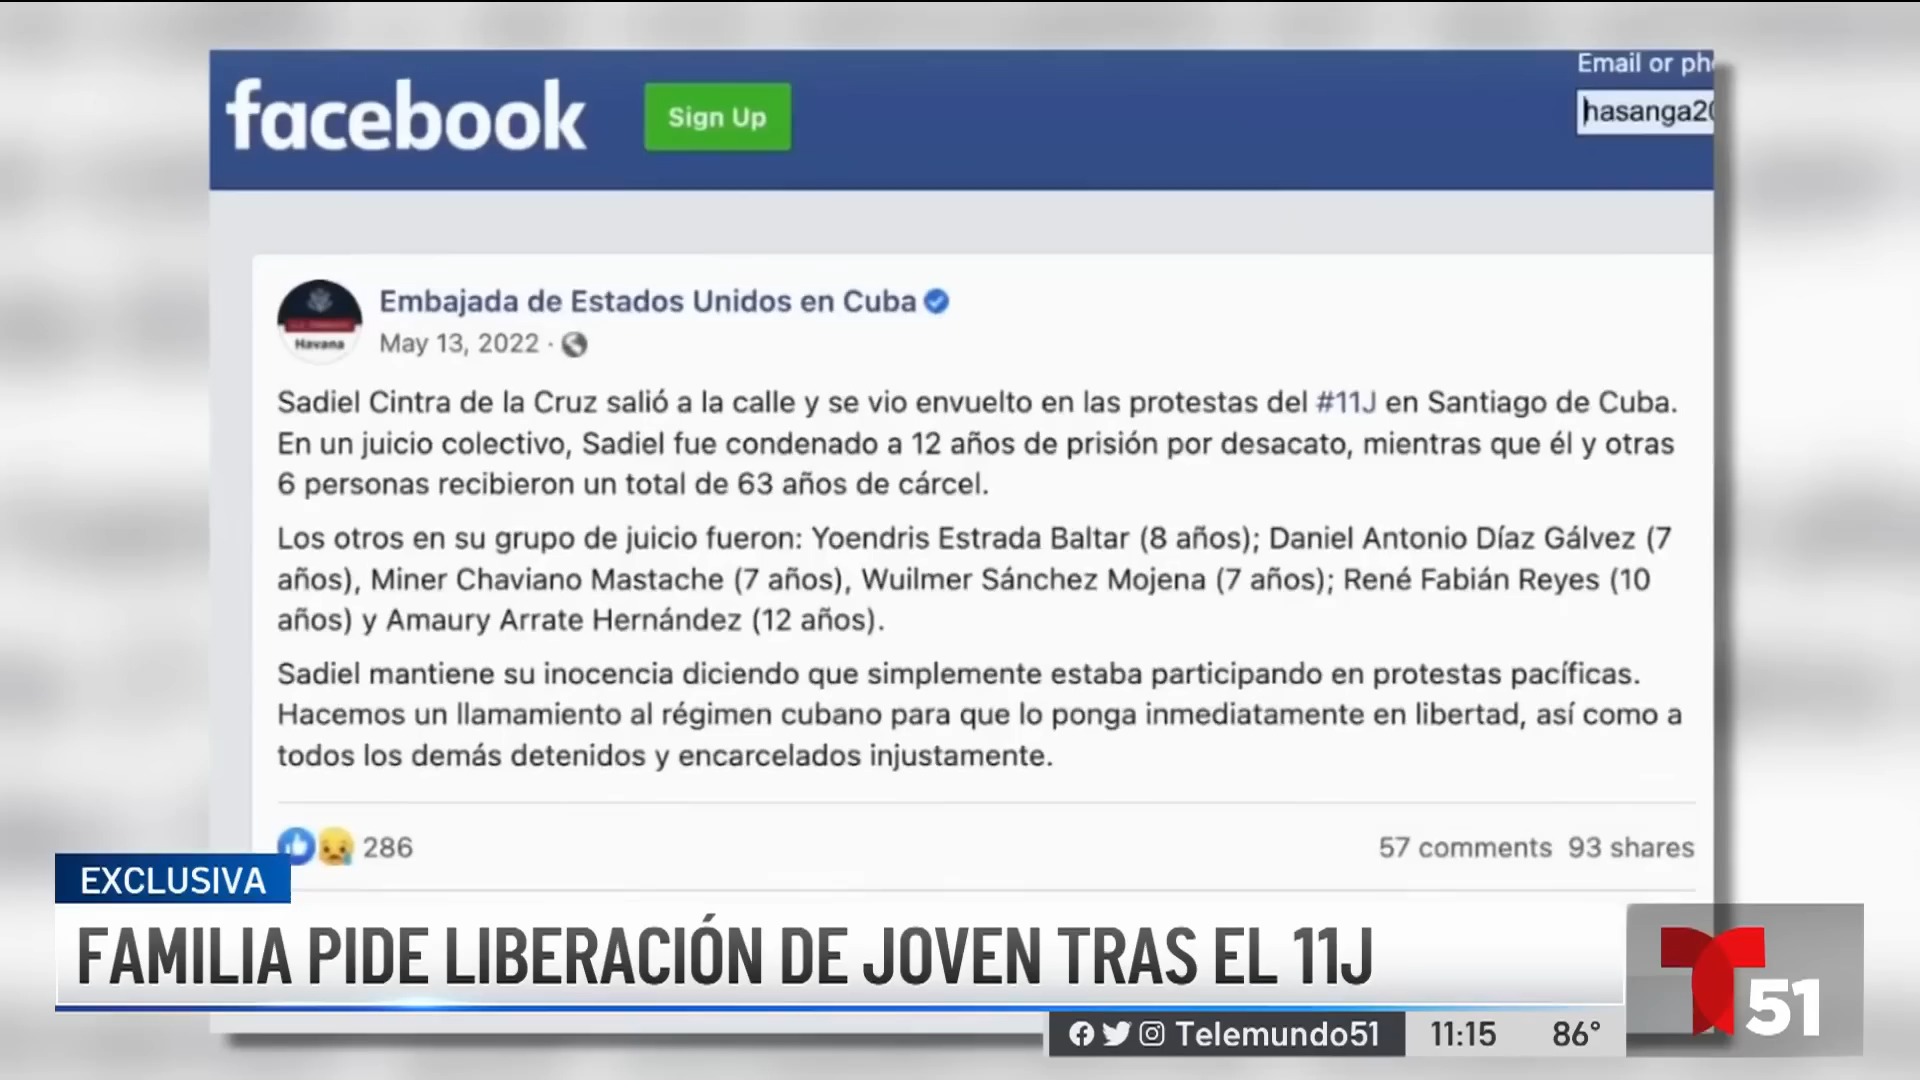 facebook
Sign Up
Email or ph
hasanga20
Embajada de Estados Unidos en Cuba
Havana
May 13, 2022 ·
Sadiel Cintra de la Cruz salió a la calle y se vio envuelto en las protestas del #11J en Santiago de Cuba.
En un juicio colectivo, Sadiel fue condenado a 12 años de prisión por desacato, mientras que él y otras
6 personas recibieron un total de 63 años de cárcel.
Los otros en su grupo de juicio fueron: Yoendris Estrada Baltar (8 años); Daniel Antonio Díaz Gálvez (7
años), Miner Chaviano Mastache (7 años), Wuilmer Sánchez Mojena (7 años); René Fabián Reyes (10
años) y Amaury Arrate Hernández (12 años).
Sadiel mantiene su inocencia diciendo que simplemente estaba participando en protestas pacíficas.
Hacemos un llamamiento al régimen cubano para que lo ponga inmediatamente en libertad, así como a
todos los demás detenidos y encarcelados injustamente.
286
57 comments 93 shares
EXCLUSIVA
FAMILIA PIDE LIBERACIÓN DE JOVEN TRAS EL 11J
51
Telemundo51
11:15 86°